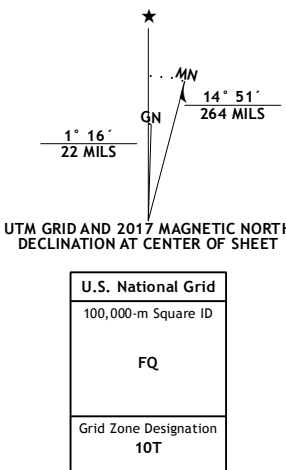 ★
MN
GN
14° 51´
264 MILS
1° 16´
22 MILS
UTM GRID AND 2017 MAGNETIC NORTH
DECLINATION AT CENTER OF SHEET
U.S. National Grid
100,000-m Square ID
FQ
Grid Zone Designation
10T